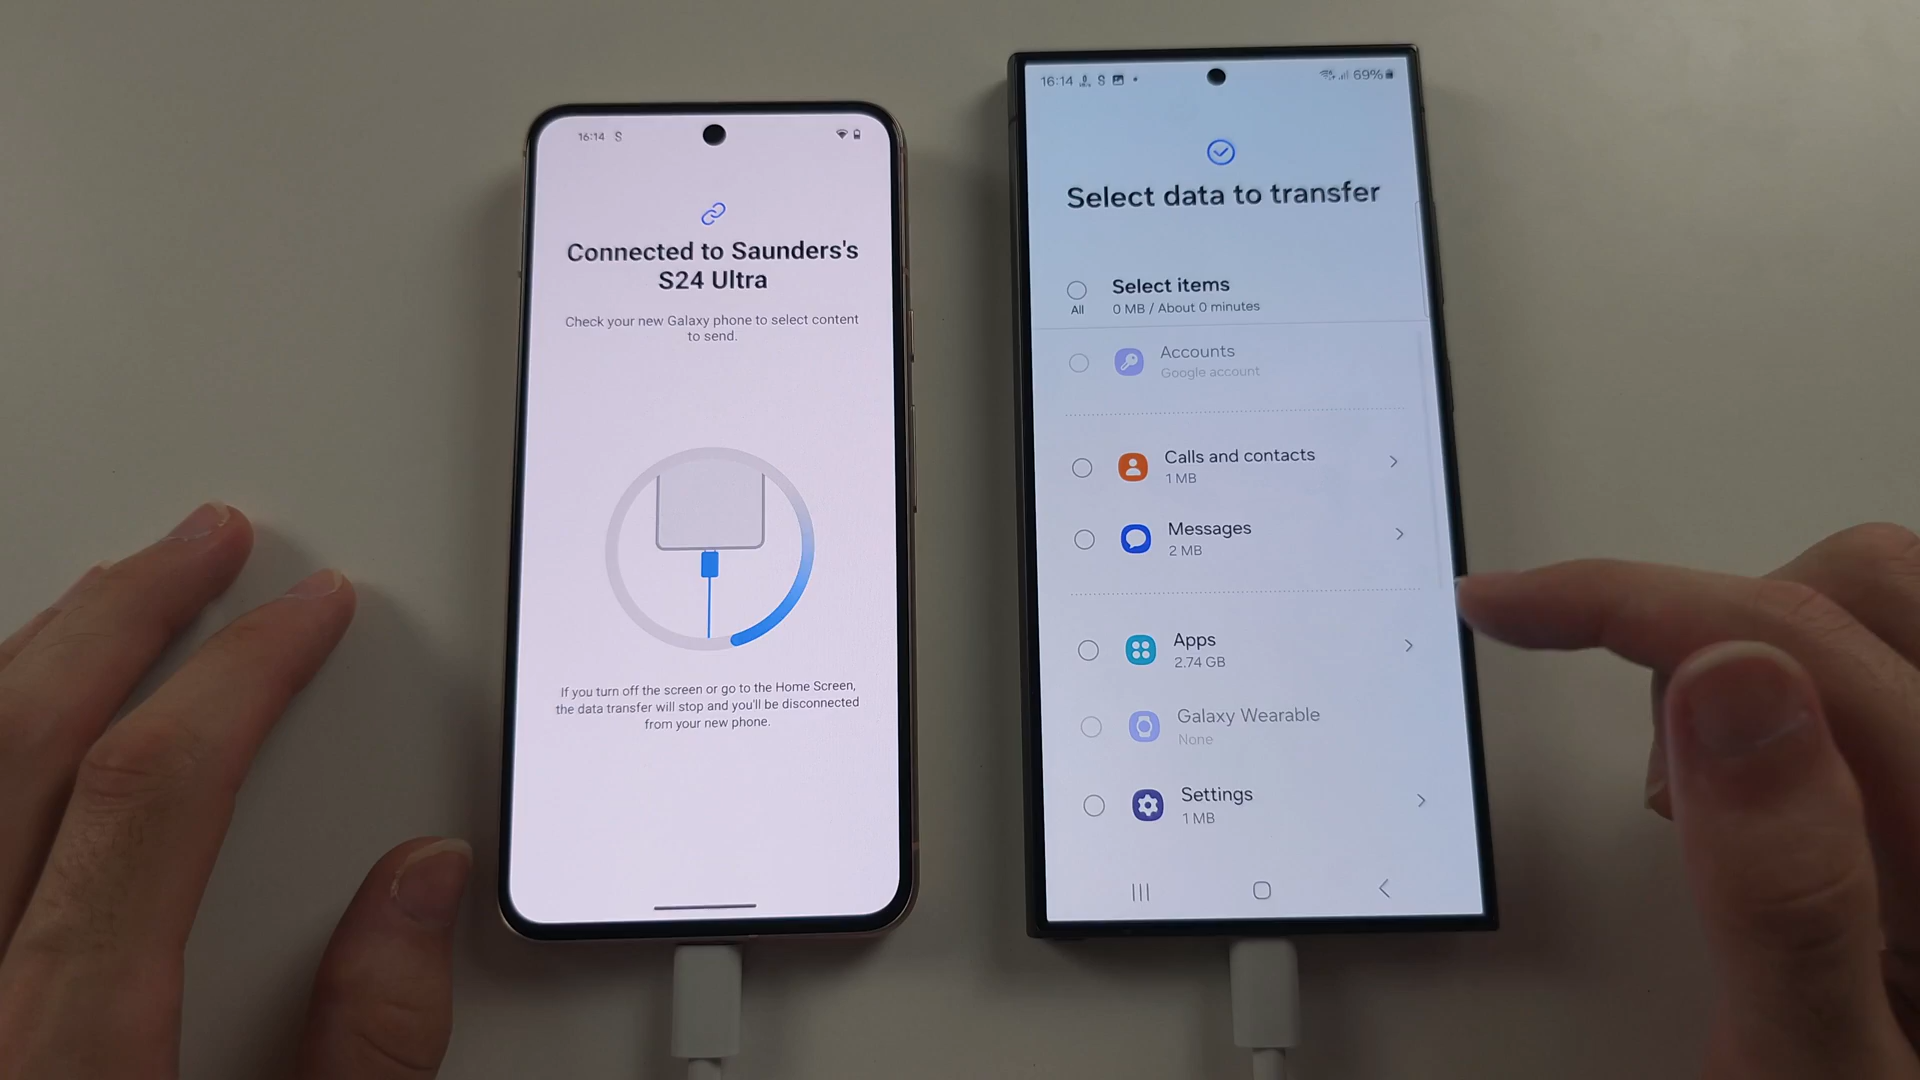 16:14 S
Connected to Saunders's
S24 Ultra
Check your new Galaxy phone to select content
to send.
If you turn off the screen or go to the Home Screen,
the data transfer will stop and you'll be disconnected
from your new phone.
16:14 S
69%
Select data to transfer
Select items
All
0 MB / About 0 minutes
Accounts
Google account
Calls and contacts
1 MB
Messages
2 MB
Apps
2.74 GB
Galaxy Wearable
None
Settings
1 MB